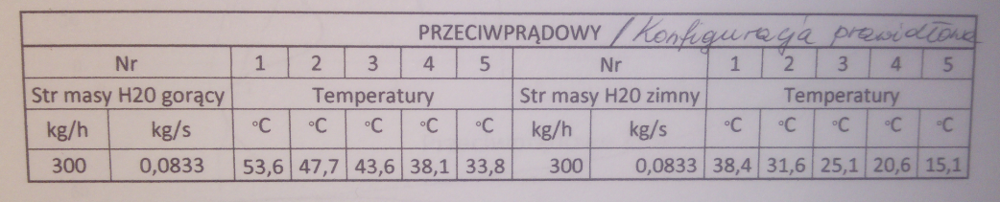 PRZECIWPRĄDOWY / Konfiguracja prawidłowa
Nr 1 2 3 4 5 Nr 1 2 3 4 5
Str masy H20 gorący Temperatury Str masy H20 zimny Temperatury
kg/h kg/s °C °C °C °C °C kg/h kg/s °C °C °C °C °C
300 0,0833 53,6 47,7 43,6 38,1 33,8 300 0,0833 38,4 31,6 25,1 20,6 15,1